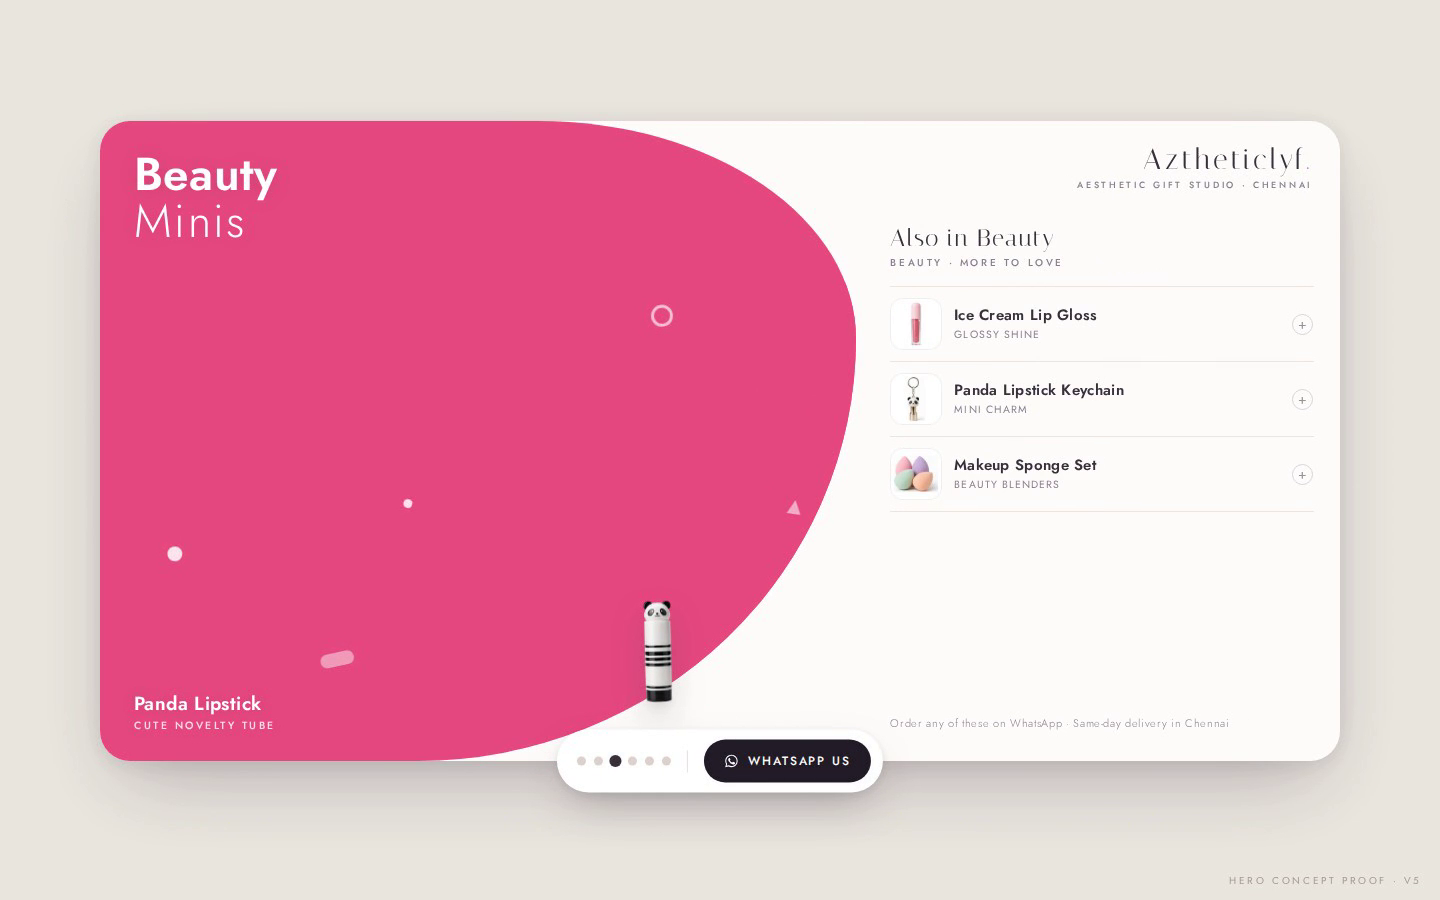 Beauty
Minis
Aztheticlyf.
AESTHETIC GIFT STUDIO · CHENNAI
Also in Beauty
BEAUTY · MORE TO LOVE
Ice Cream Lip Gloss
GLOSSY SHINE
+
Panda Lipstick Keychain
MINI CHARM
+
Makeup Sponge Set
BEAUTY BLENDERS
+
Panda Lipstick
CUTE NOVELTY TUBE
Order any of these on WhatsApp · Same-day delivery in Chennai
WHATSAPP US
HERO CONCEPT PROOF · V5